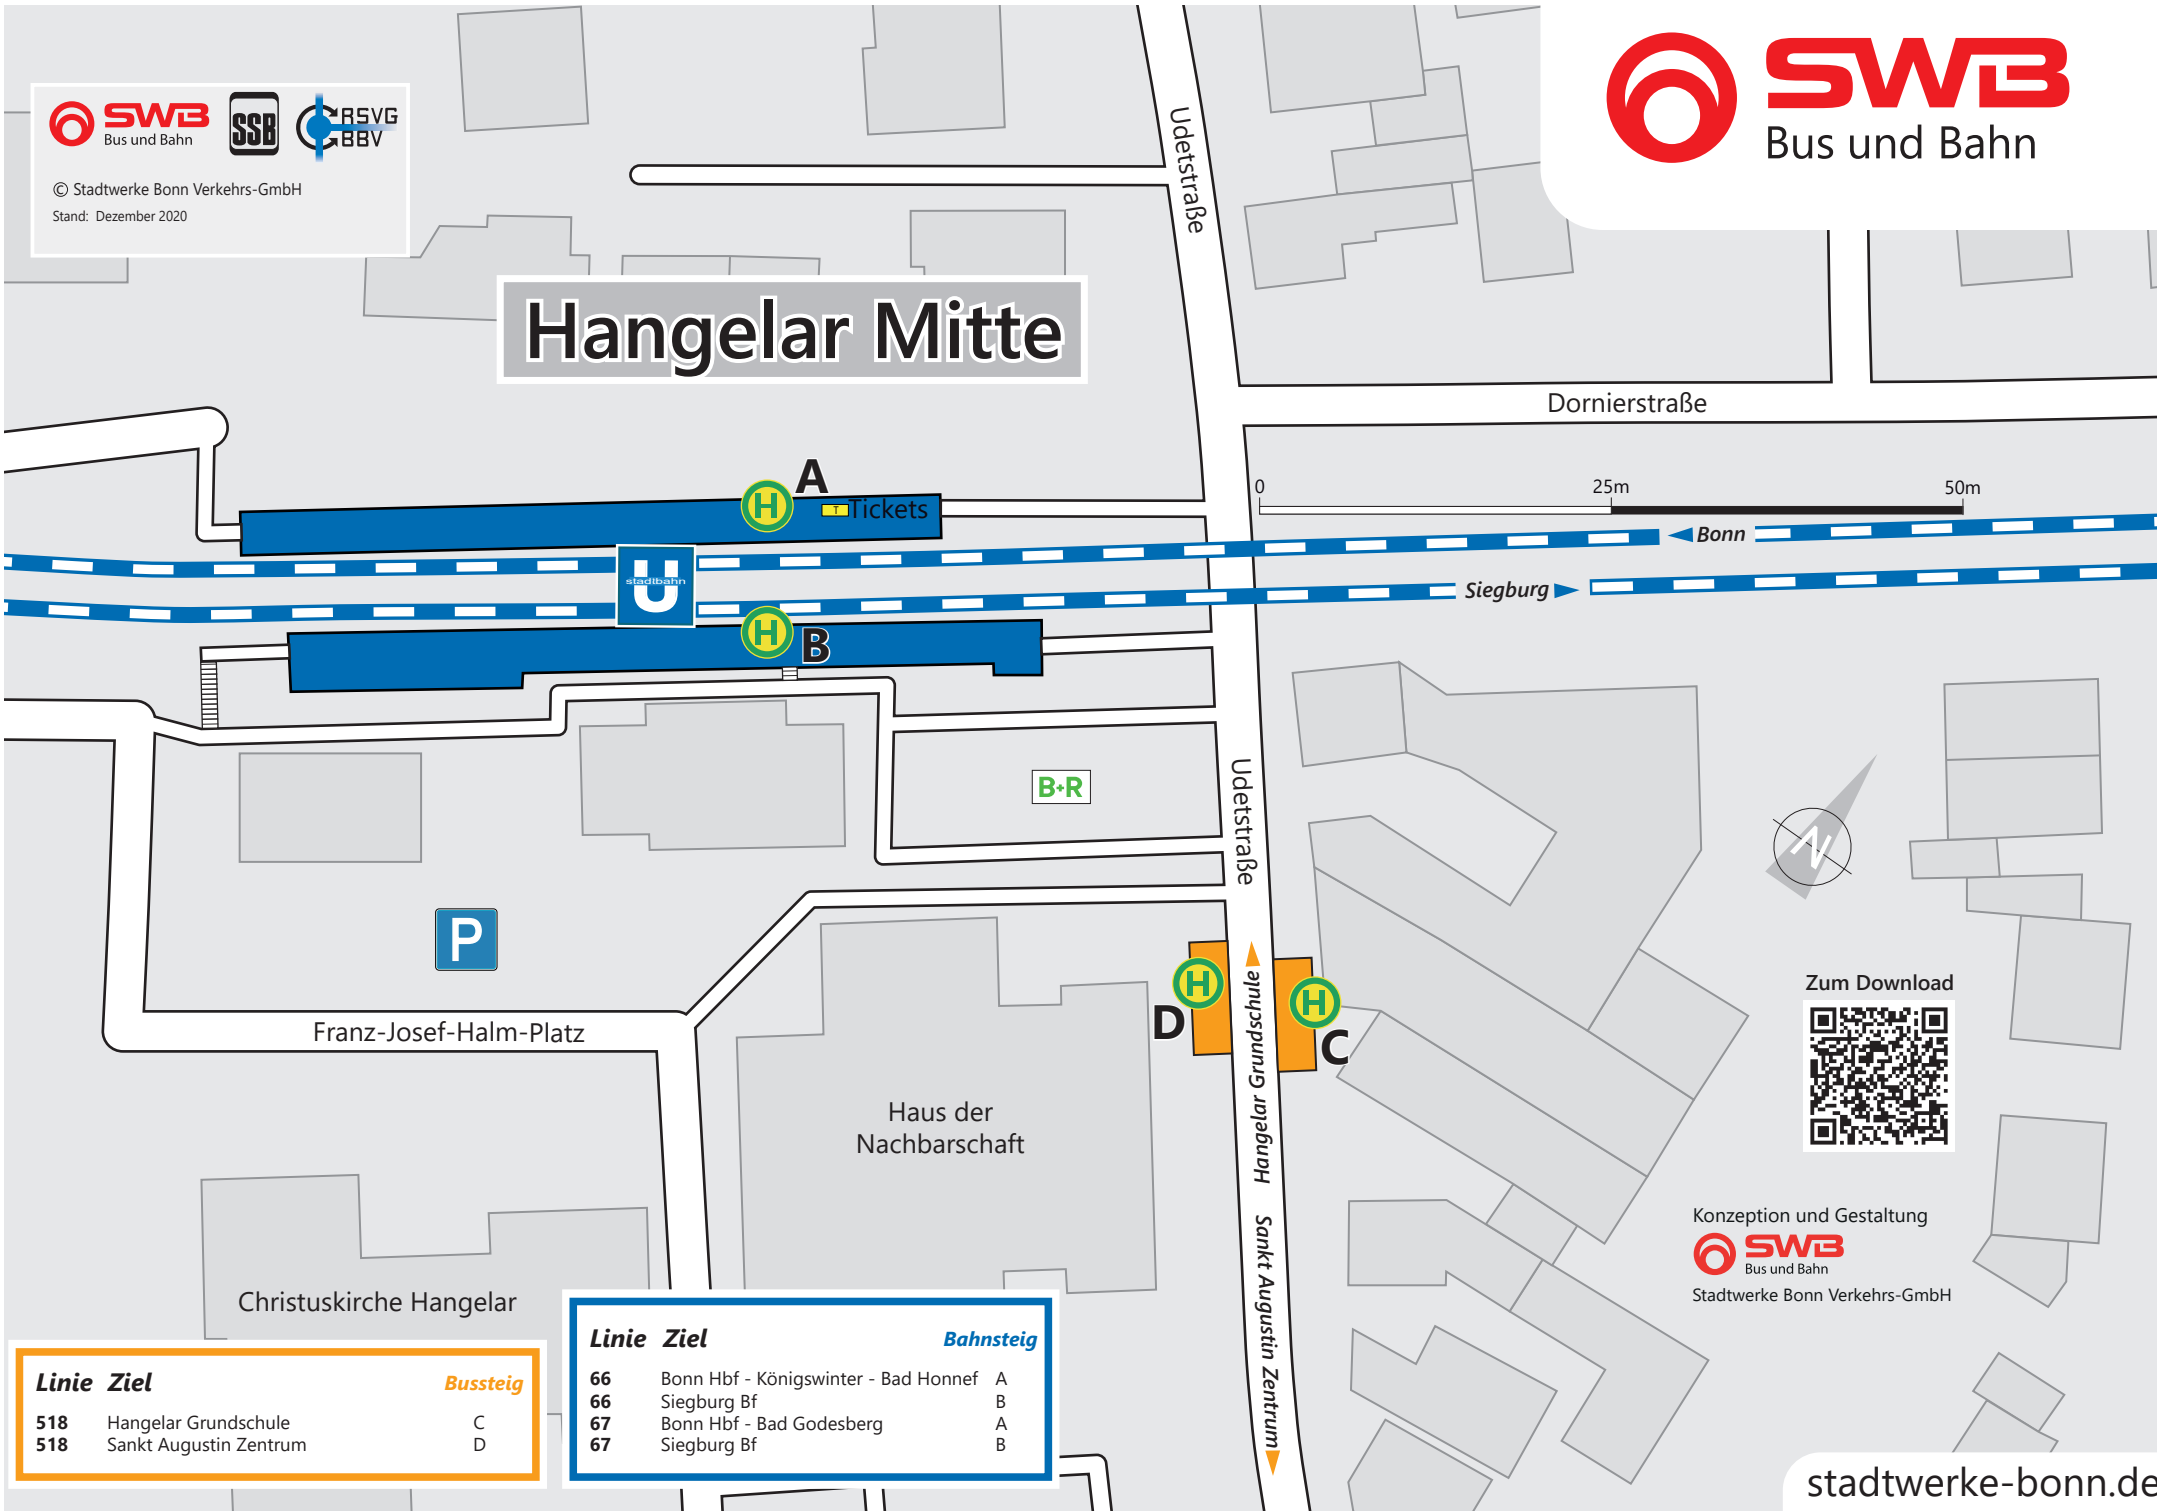 SWB
Bus und Bahn
SSB
RSVG
BBV
© Stadtwerke Bonn Verkehrs-GmbH
Stand: Dezember 2020
SWB
Bus und Bahn
Udetstraße
Hangelar Mitte
Dornierstraße
H A
T Tickets
0 25m 50m
Bonn
Siegburg
U
stadtbahn
H B
B+R
Udetstraße
N
P
Franz-Josef-Halm-Platz
H D
H C
Hangelar Grundschule
Sankt Augustin Zentrum
Haus der
Nachbarschaft
Christuskirche Hangelar
Zum Download
Konzeption und Gestaltung
SWB
Bus und Bahn
Stadtwerke Bonn Verkehrs-GmbH
Linie Ziel Bussteig
518 Hangelar Grundschule C
518 Sankt Augustin Zentrum D
Linie Ziel Bahnsteig
66 Bonn Hbf - Königswinter - Bad Honnef A
66 Siegburg Bf B
67 Bonn Hbf - Bad Godesberg A
67 Siegburg Bf B
stadtwerke-bonn.de